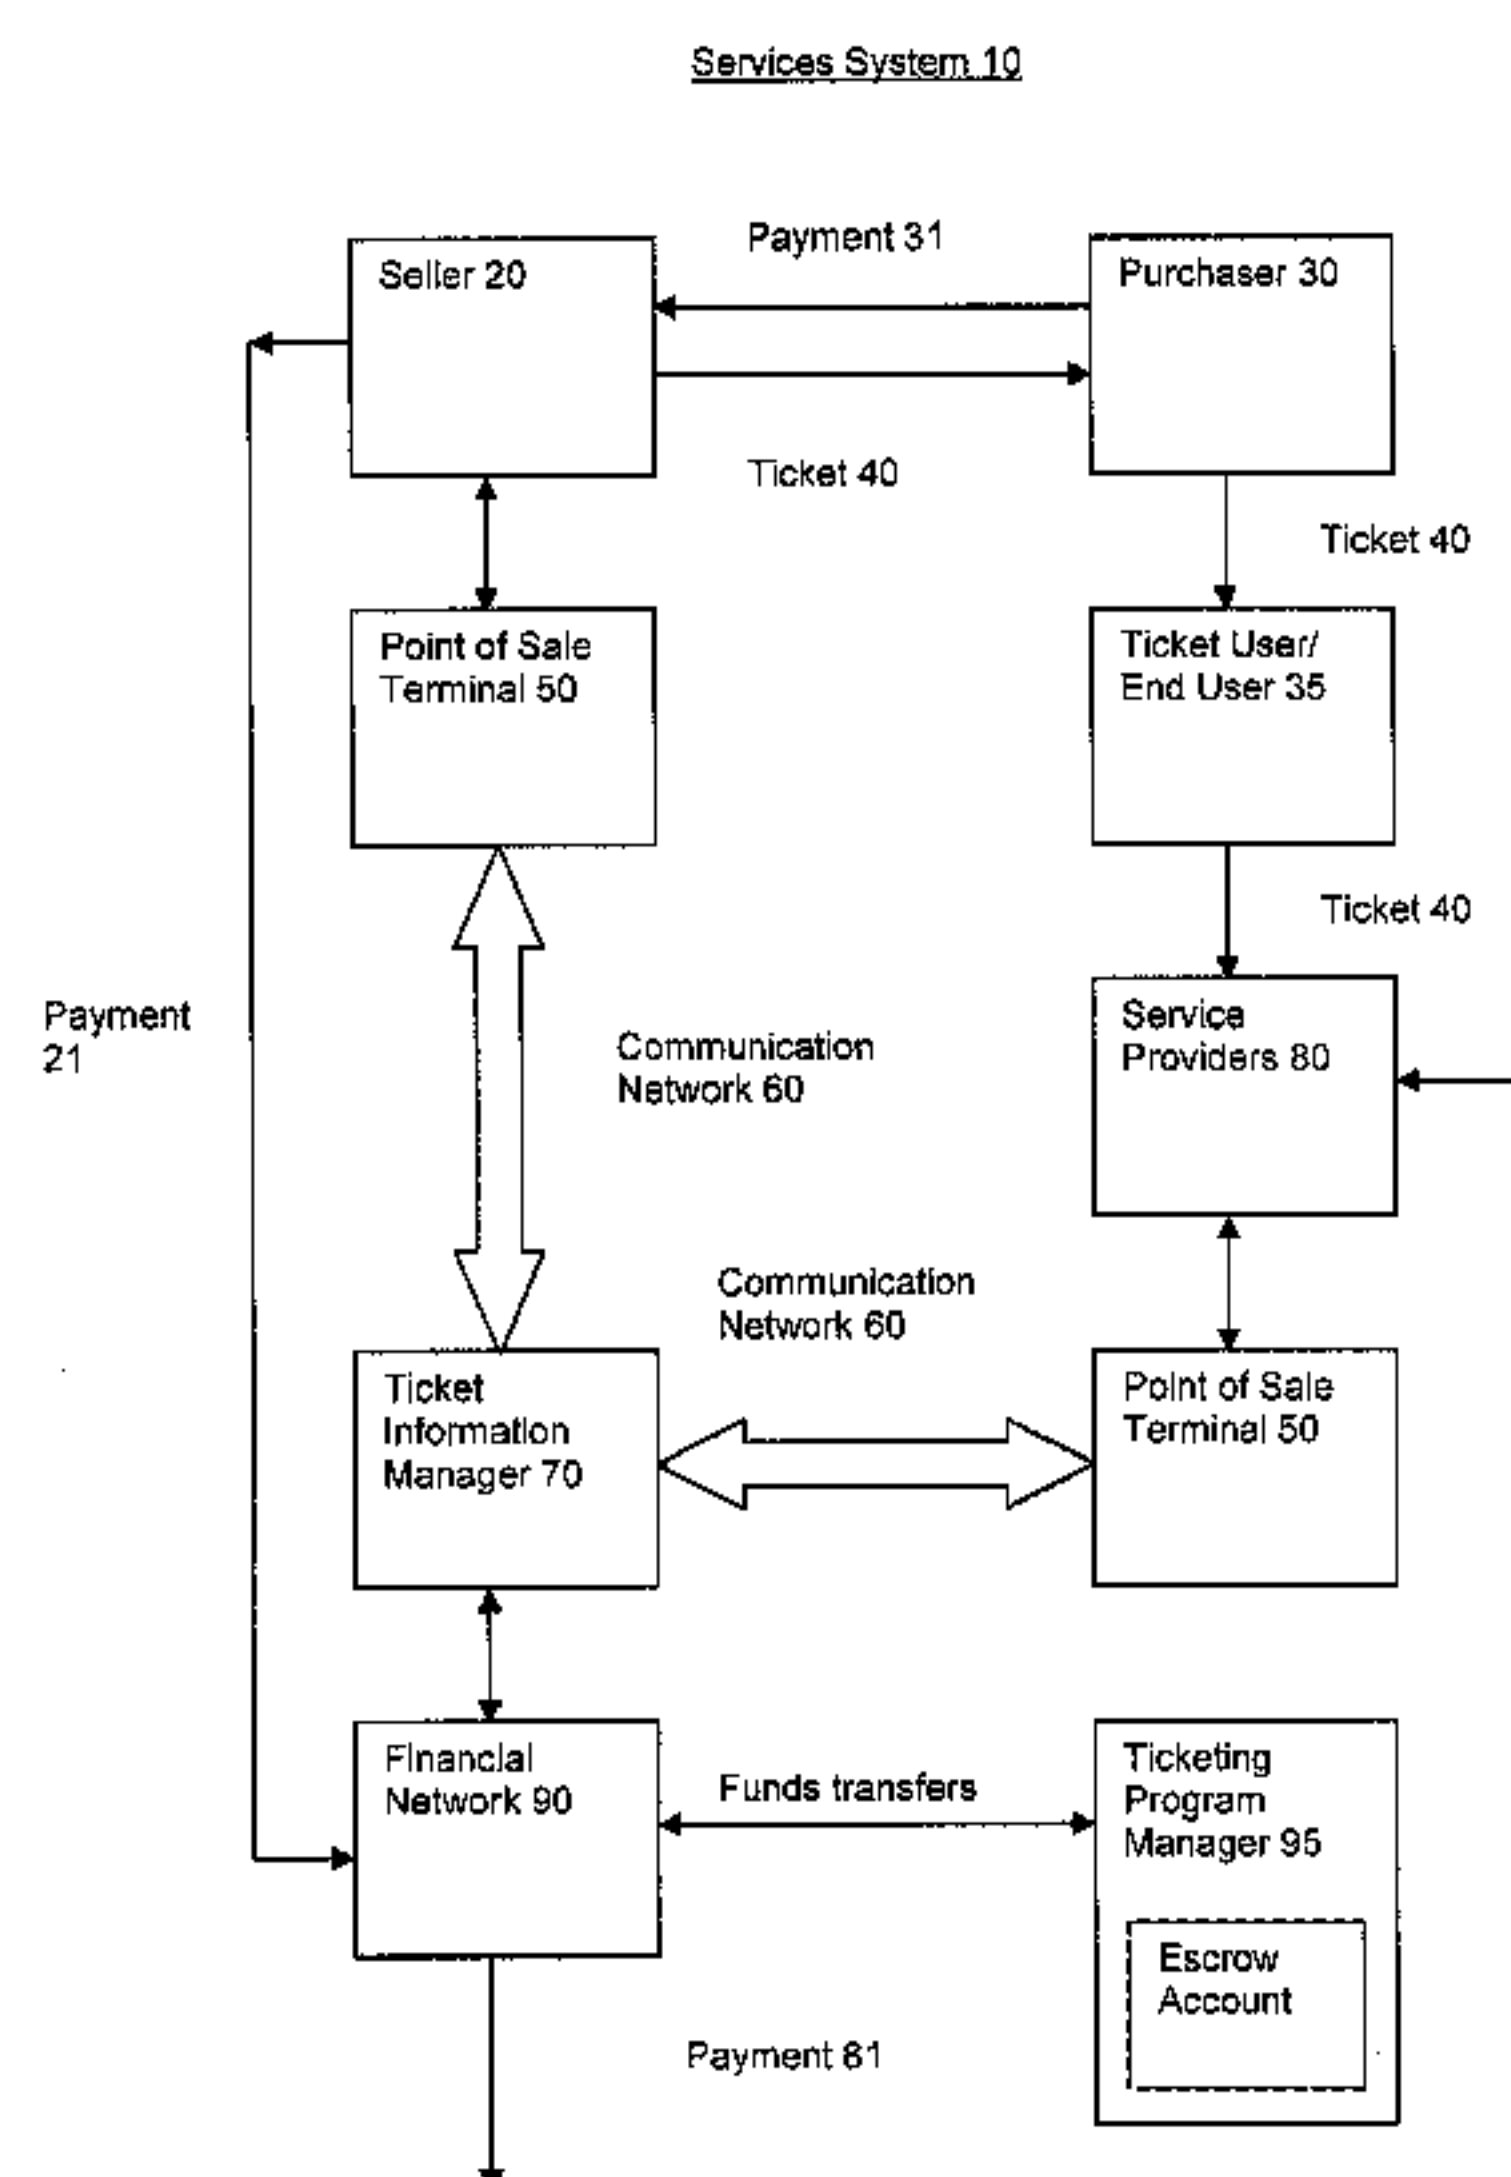 Services System 10
Payment 31
Seller 20
Purchaser 30
Ticket 40
Ticket 40
Point of Sale
Terminal 50
Ticket User/
End User 35
Ticket 40
Payment
21
Communication
Network 60
Service
Providers 80
Communication
Network 60
Ticket
Information
Manager 70
Point of Sale
Terminal 50
Financial
Network 90
Funds transfers
Ticketing
Program
Manager 95
Escrow
Account
Payment 81